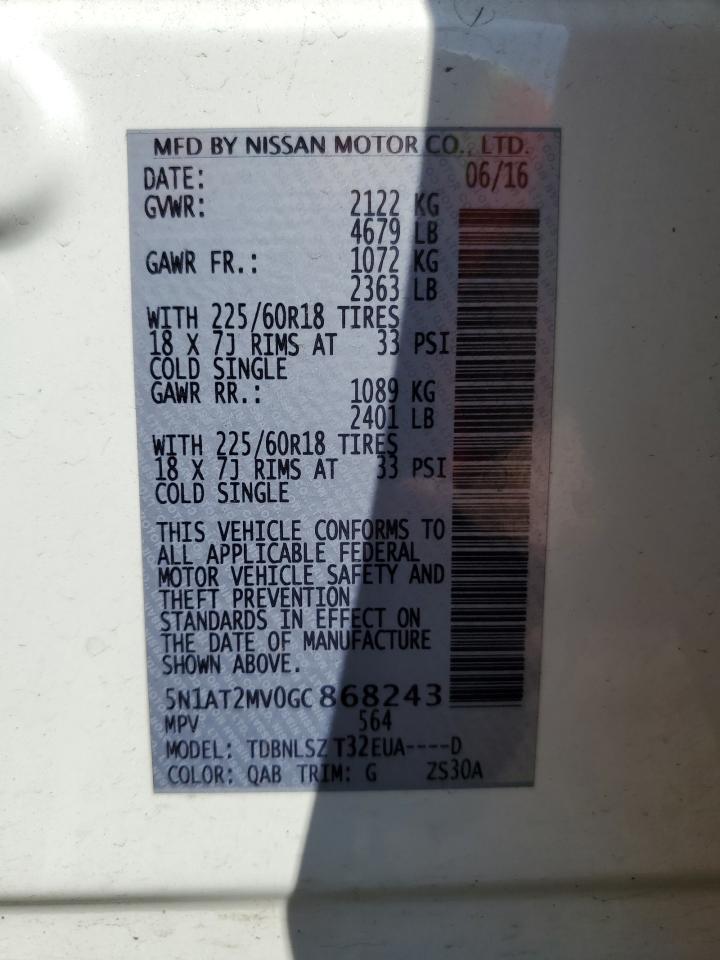 MFD BY NISSAN MOTOR CO., LTD.
DATE: 06/16
GVWR: 2122 KG
4679 LB
GAWR FR.: 1072 KG
2363 LB
WITH 225/60R18 TIRES
18 X 7J RIMS AT 33 PSI
COLD SINGLE
GAWR RR.: 1089 KG
2401 LB
WITH 225/60R18 TIRES
18 X 7J RIMS AT 33 PSI
COLD SINGLE
THIS VEHICLE CONFORMS TO
ALL APPLICABLE FEDERAL
MOTOR VEHICLE SAFETY AND
THEFT PREVENTION
STANDARDS IN EFFECT ON
THE DATE OF MANUFACTURE
SHOWN ABOVE.
5N1AT2MV0GC868243
MPV 564
MODEL: TDBNLSZ T32EUA----D
COLOR: QAB TRIM: G ZS30A